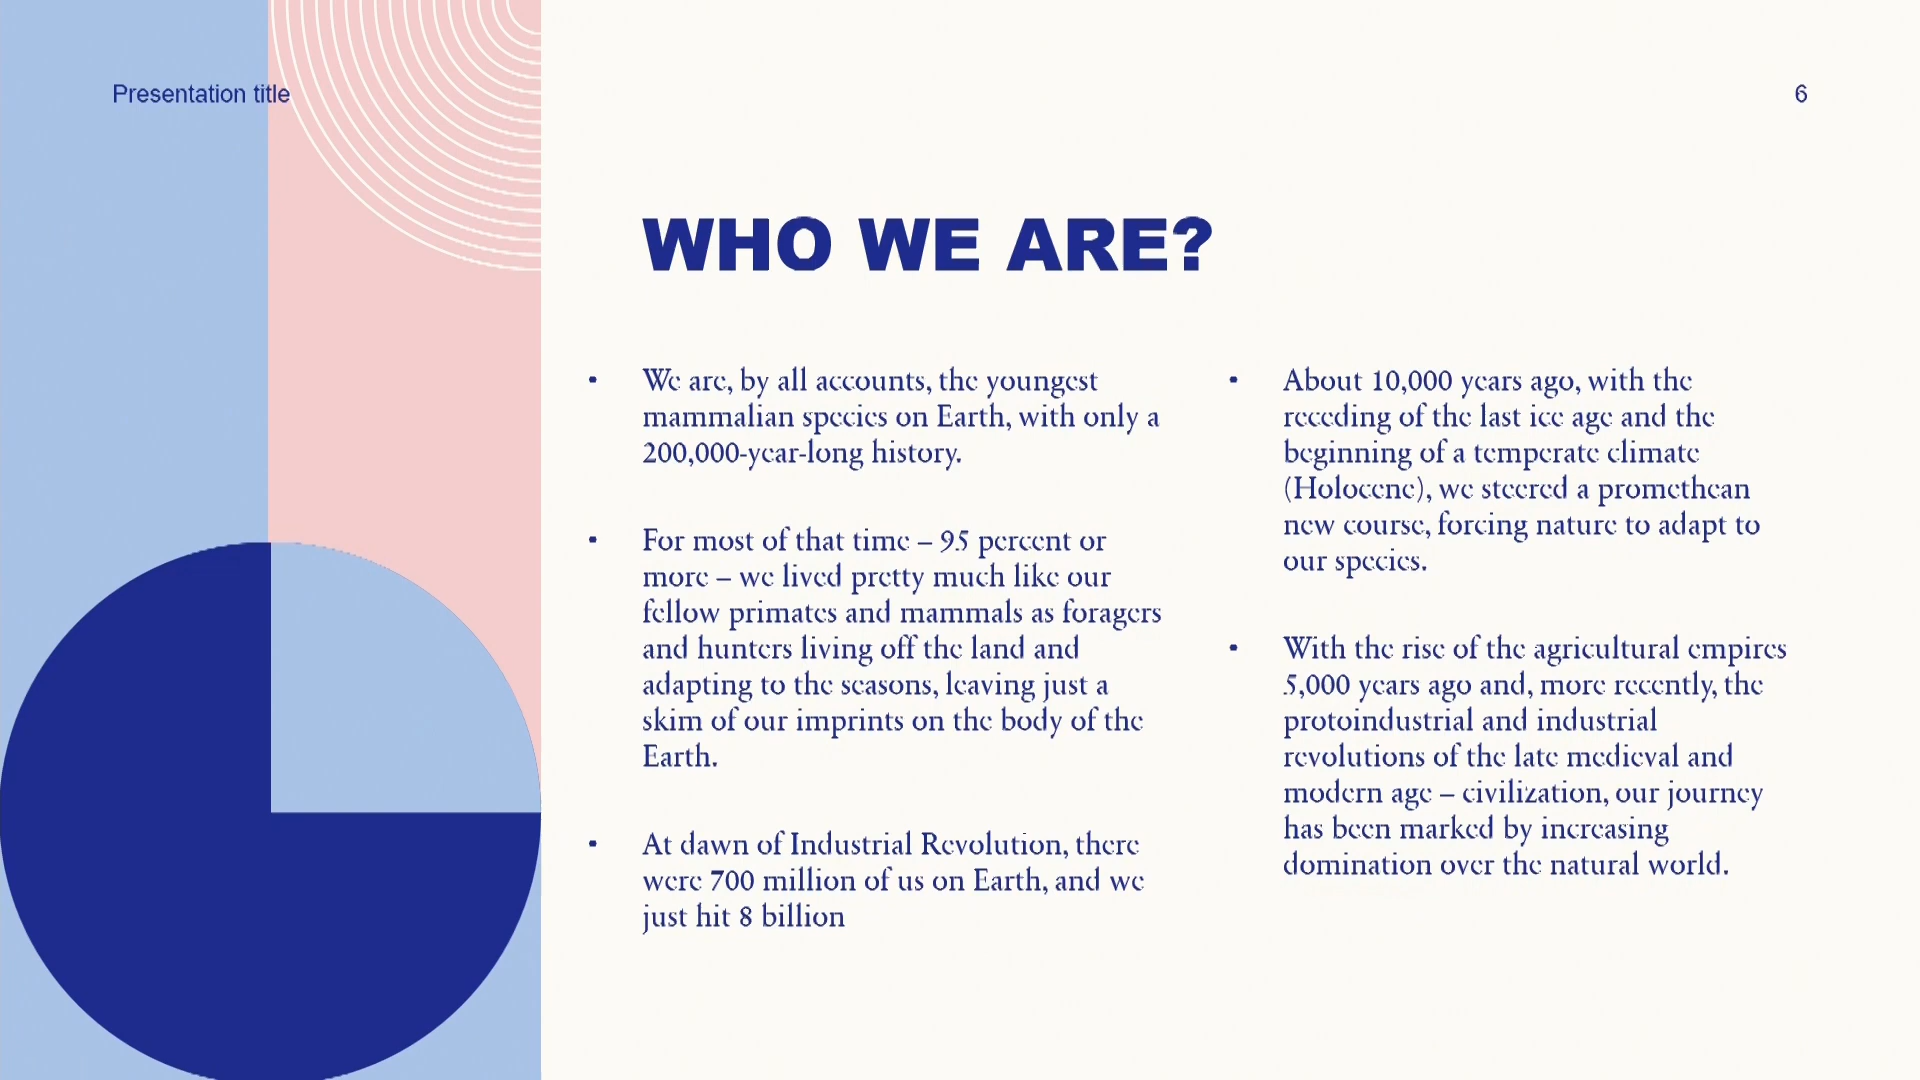 Presentation title
6
WHO WE ARE?
• We are, by all accounts, the youngest
mammalian species on Earth, with only a
200,000-year-long history.
• For most of that time – 95 percent or
more – we lived pretty much like our
fellow primates and mammals as foragers
and hunters living off the land and
adapting to the seasons, leaving just a
skim of our imprints on the body of the
Earth.
• At dawn of Industrial Revolution, there
were 700 million of us on Earth, and we
just hit 8 billion
• About 10,000 years ago, with the
receding of the last ice age and the
beginning of a temperate climate
(Holocene), we steered a promethean
new course, forcing nature to adapt to
our species.
• With the rise of the agricultural empires
5,000 years ago and, more recently, the
protoindustrial and industrial
revolutions of the late medieval and
modern age – civilization, our journey
has been marked by increasing
domination over the natural world.